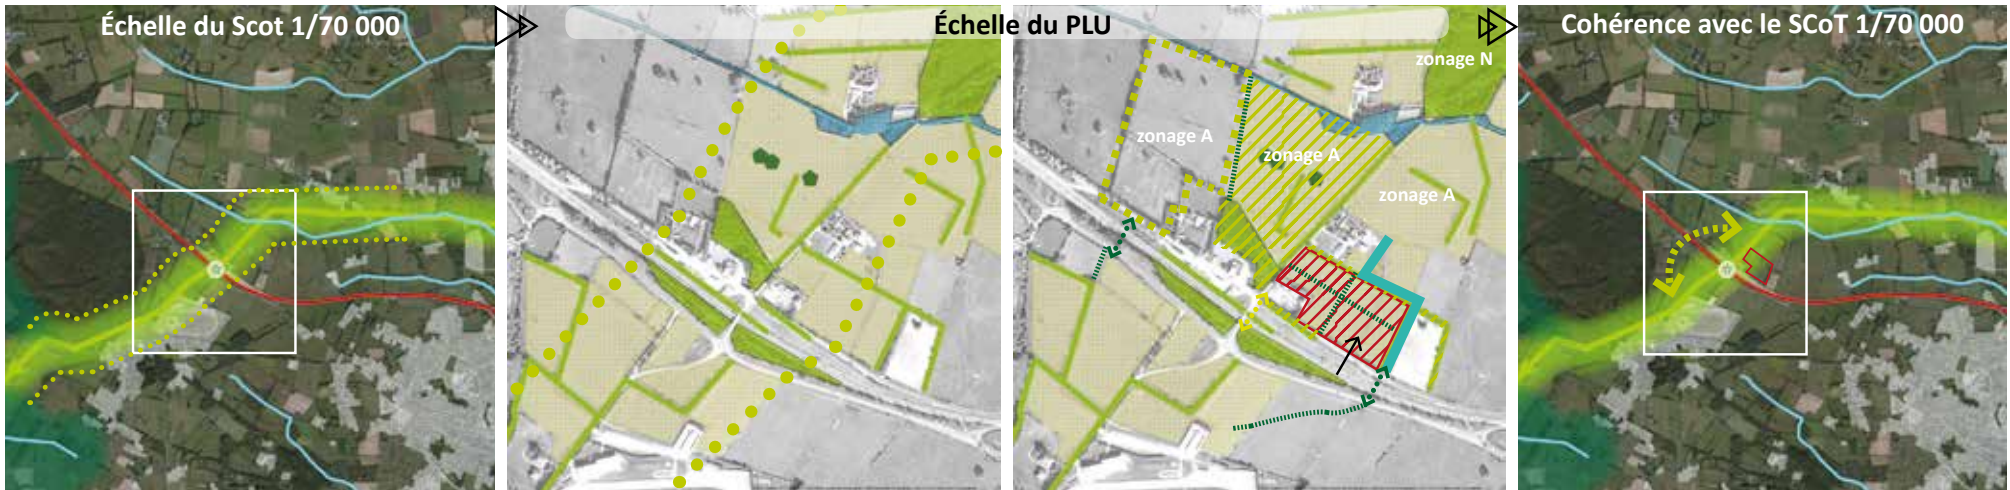 Échelle du Scot 1/70 000
Échelle du PLU
Cohérence avec le SCoT 1/70 000
zonage N
zonage A
zonage A
zonage A